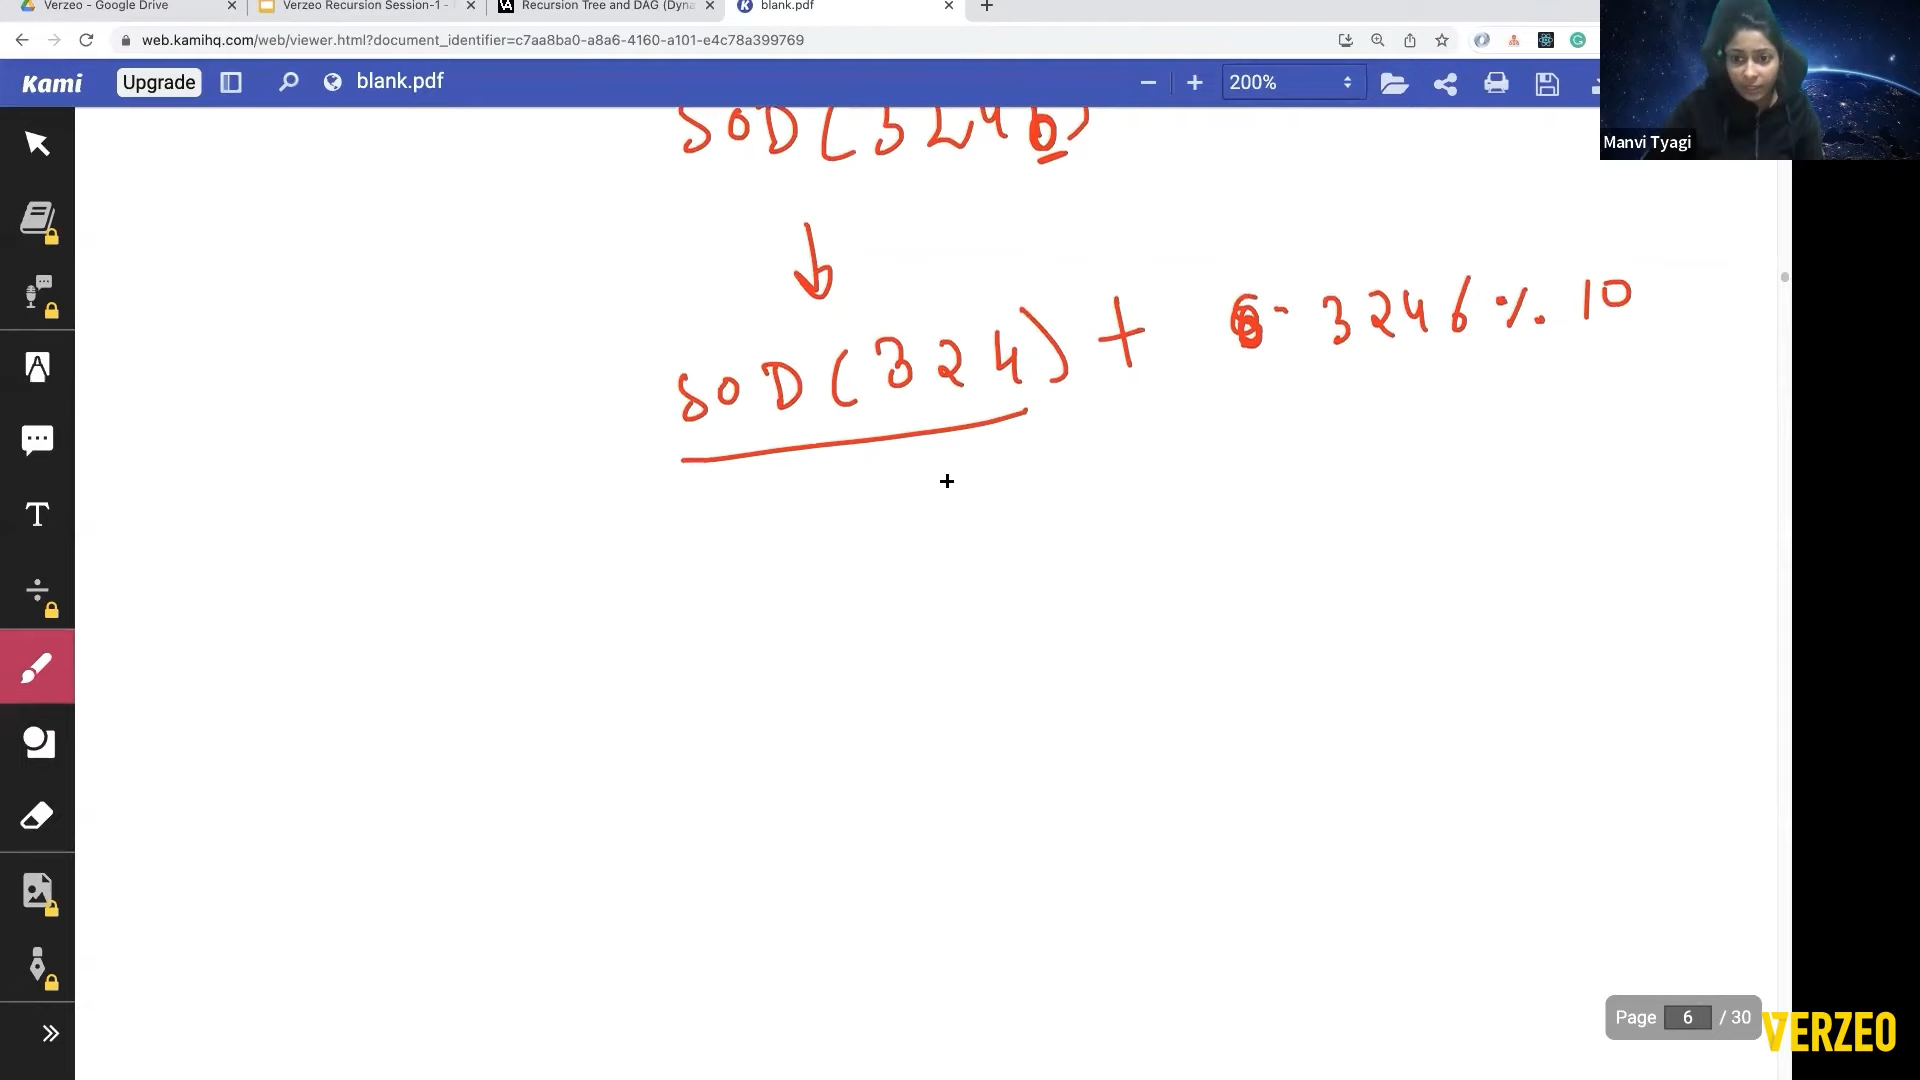 Verzeo - Google Drive
Verzeo Recursion Session-1 -
Recursion Tree and DAG (Dyna
blank.pdf
web.kamihq.com/web/viewer.html?document_identifier=c7aa8ba0-a8a6-4160-a101-e4c78a399769
Kami Upgrade blank.pdf 200%
Manvi Tyagi
SOD(3246)
SOD(324) + 6 - 3246 % 10
Page 6 / 30
VERZEO